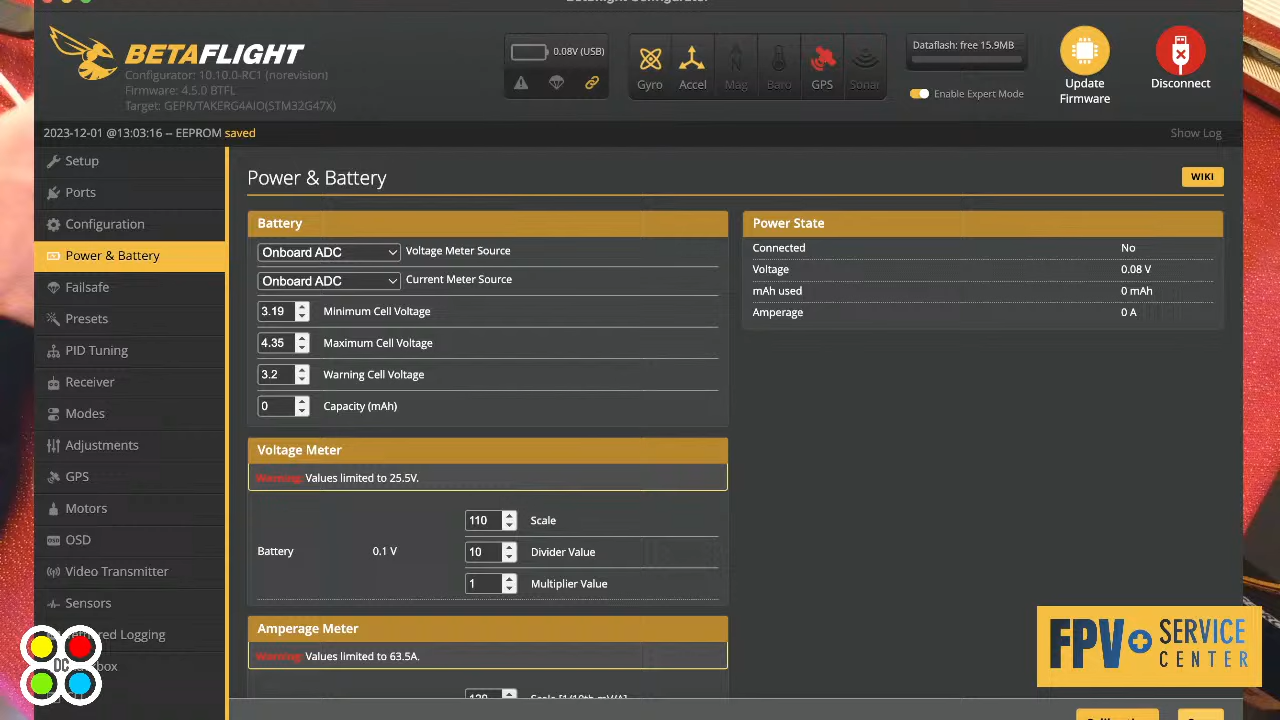 BETAFLIGHT
Configurator: 10.10.0-RC1 (norevision)
Firmware: 4.5.0 BTFL
Target: GEPR/TAKERG4AIO(STM32G47X)
0.08V (USB)
Gyro
Accel
Mag
Baro
GPS
Sonar
Dataflash: free 15.9MB
Enable Expert Mode
Update
Firmware
Disconnect
2023-12-01 @13:03:16 -- EEPROM saved
Show Log
Setup
Ports
Configuration
Power & Battery
Failsafe
Presets
PID Tuning
Receiver
Modes
Adjustments
GPS
Motors
OSD
Video Transmitter
Sensors
Logging
DC
Power & Battery
WIKI
Battery
Onboard ADC Voltage Meter Source
Onboard ADC Current Meter Source
3.19 Minimum Cell Voltage
4.35 Maximum Cell Voltage
3.2 Warning Cell Voltage
0 Capacity (mAh)
Power State
Connected No
Voltage 0.08 V
mAh used 0 mAh
Amperage 0 A
Voltage Meter
Warning: Values limited to 25.5V.
Battery 0.1 V
110 Scale
10 Divider Value
1 Multiplier Value
Amperage Meter
Warning: Values limited to 63.5A.
FPV SERVICE
CENTER